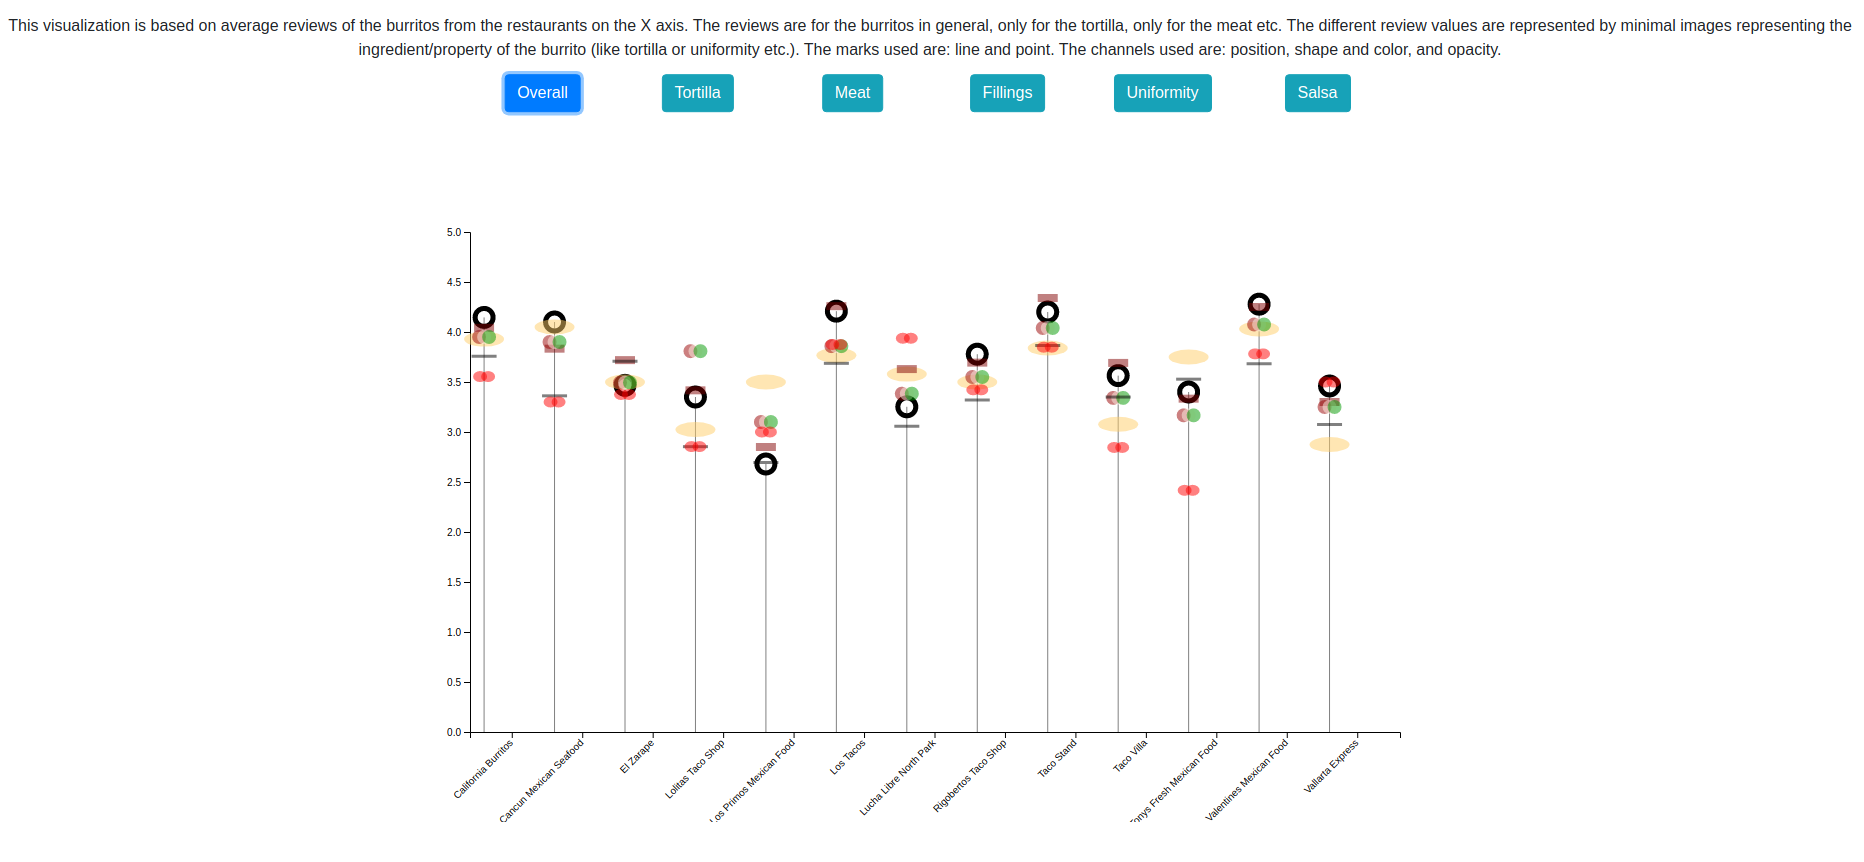 This visualization is based on average reviews of the burritos from the restaurants on the X axis. The reviews are for the burritos in general, only for the tortilla, only for the meat etc. The different review values are represented by minimal images representing the
ingredient/property of the burrito (like tortilla or uniformity etc.). The marks used are: line and point. The channels used are: position, shape and color, and opacity.
Overall
Tortilla
Meat
Fillings
Uniformity
Salsa
5.0
4.5
4.0
3.5
3.0
2.5
2.0
1.5
1.0
0.5
0.0
California Burritos
Cancun Mexican Seafood
El Zarape
Lolitas Taco Shop
Los Primos Mexican Food
Los Tacos
Lucha Libre North Park
Rigobertos Taco Shop
Taco Stand
Taco Villa
Tonys Fresh Mexican Food
Valentines Mexican Food
Vallarta Express